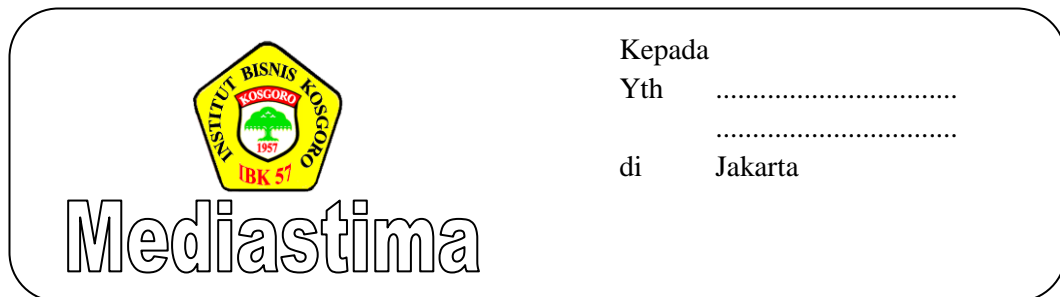 INSTITUT BISNIS KOSGORO
KOSGORO
1957
IBK 57
Mediastima
Kepada
Yth .................................
.................................
di Jakarta